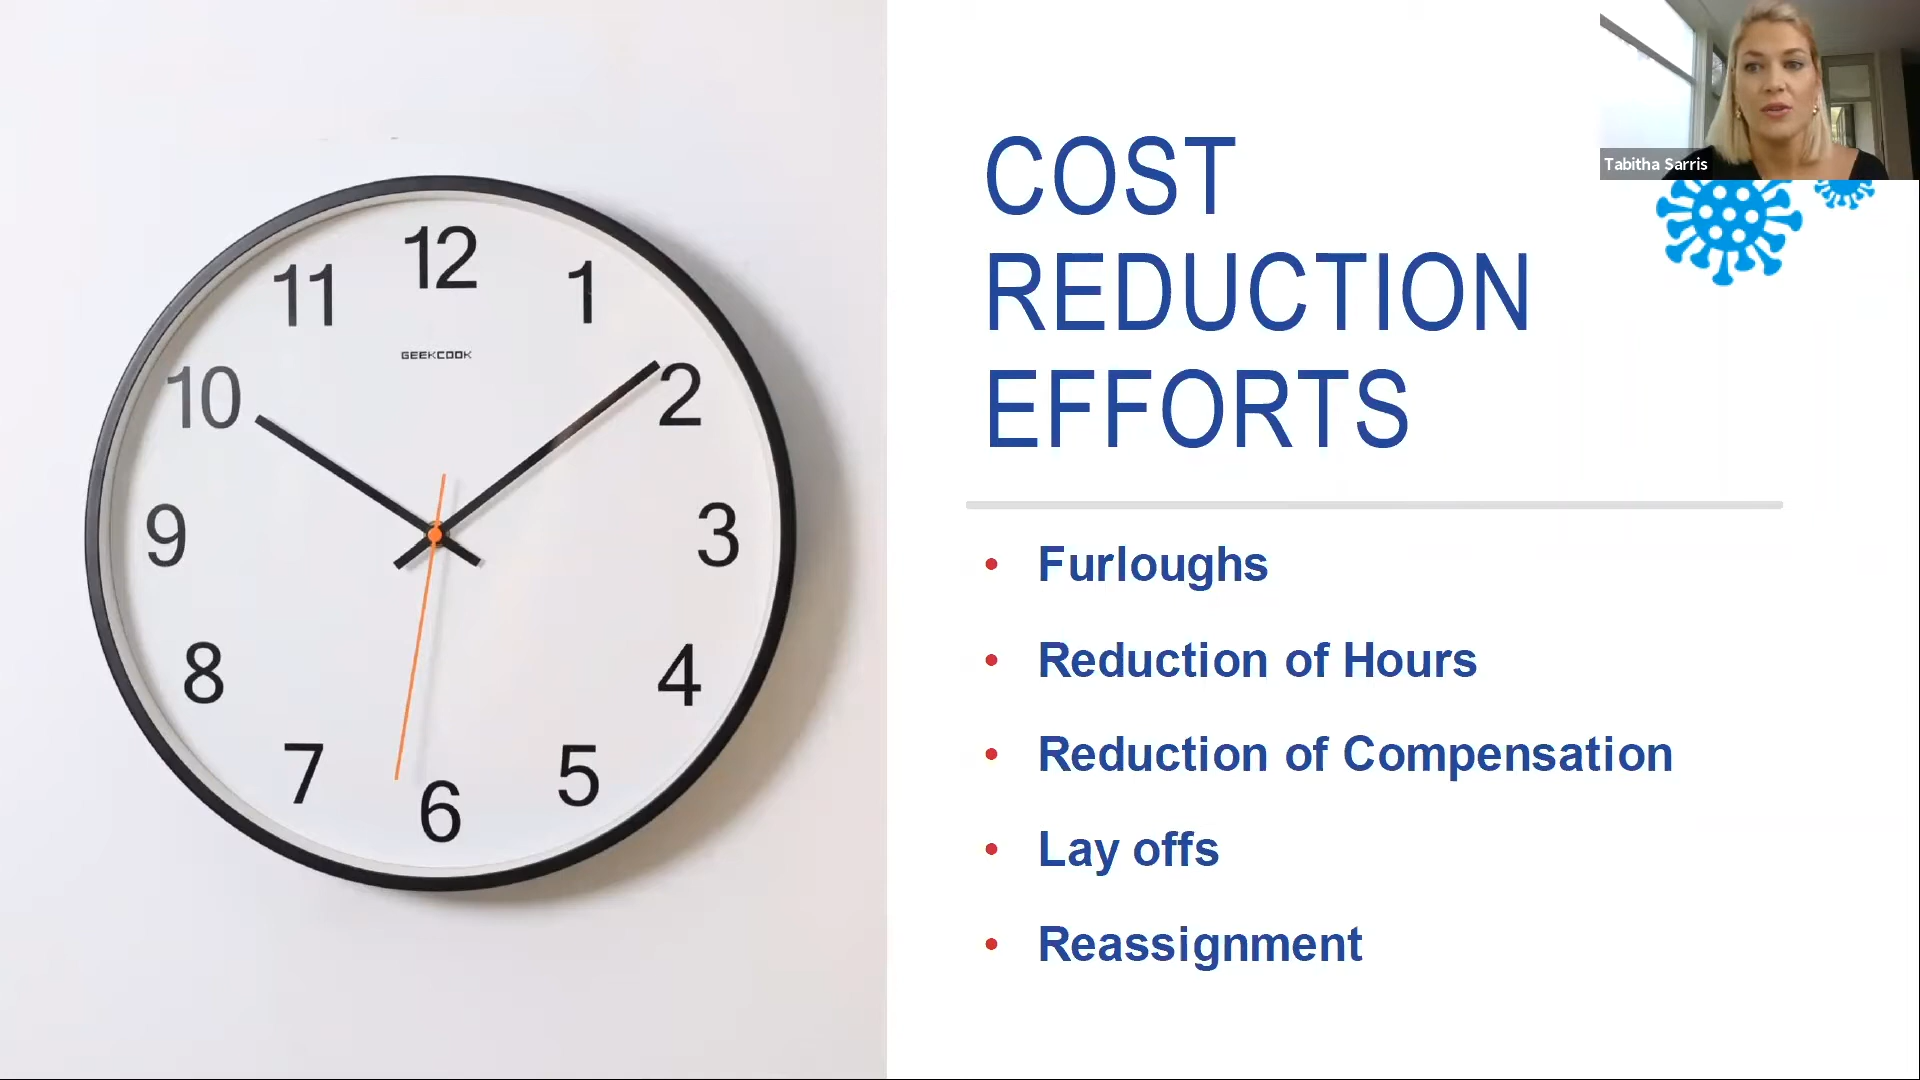 12
11
1
GEEKCOOK
10
2
9
3
8
4
7
5
6
COST
REDUCTION
EFFORTS
Tabitha Sarris
• Furloughs
• Reduction of Hours
• Reduction of Compensation
• Lay offs
• Reassignment